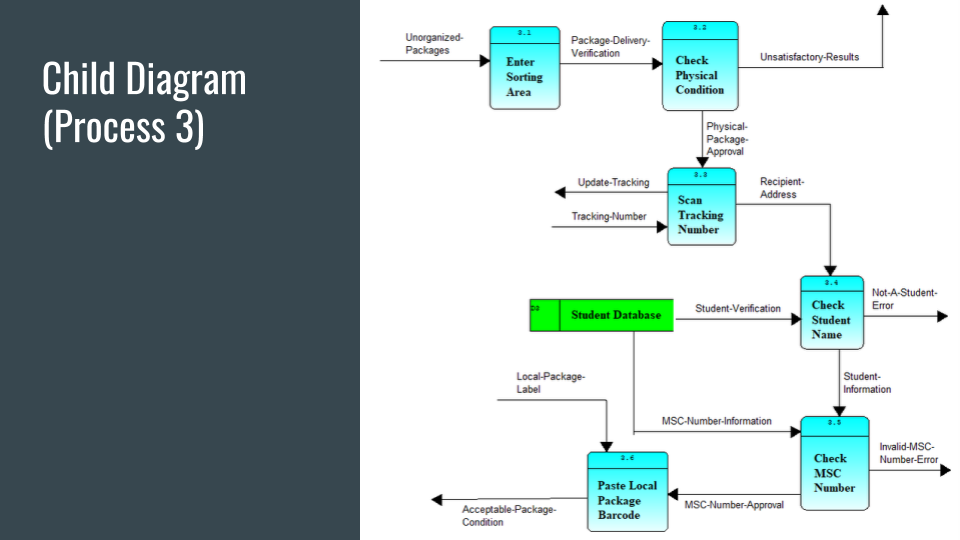 Child Diagram
(Process 3)
Unorganized-
Packages
3.1
Enter
Sorting
Area
Package-Delivery-
Verification
3.2
Check
Physical
Condition
Unsatisfactory-Results
Physical-
Package-
Approval
3.3
Scan
Tracking
Number
Update-Tracking
Tracking-Number
Recipient-
Address
3.4
Check
Student
Name
Not-A-Student-
Error
Student Database
Student-Verification
Student-
Information
Local-Package-
Label
MSC-Number-Information
3.5
Check
MSC
Number
Invalid-MSC-
Number-Error
3.6
Paste Local
Package
Barcode
MSC-Number-Approval
Acceptable-Package-
Condition